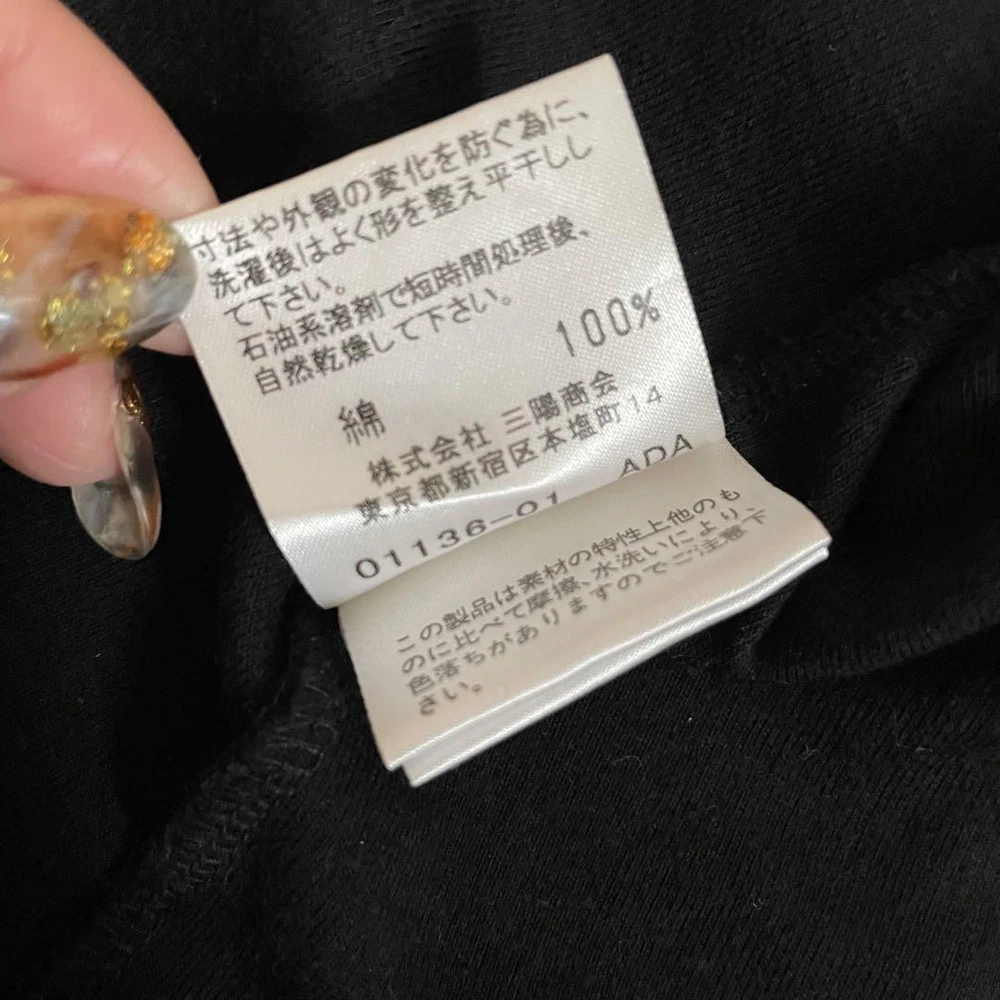 寸法や外観の変化を防ぐ為に、
洗濯後はよく形を整え平干しし
て下さい。
石油系溶剤で短時間処理後、
自然乾燥して下さい。
綿 100%
株式会社 三陽商会
東京都新宿区本塩町14
01136-01 ADA
この製品は素材の特性上他のも
のに比べて摩擦、水洗いにより、
色落ちがありますのでご注意下
さい。